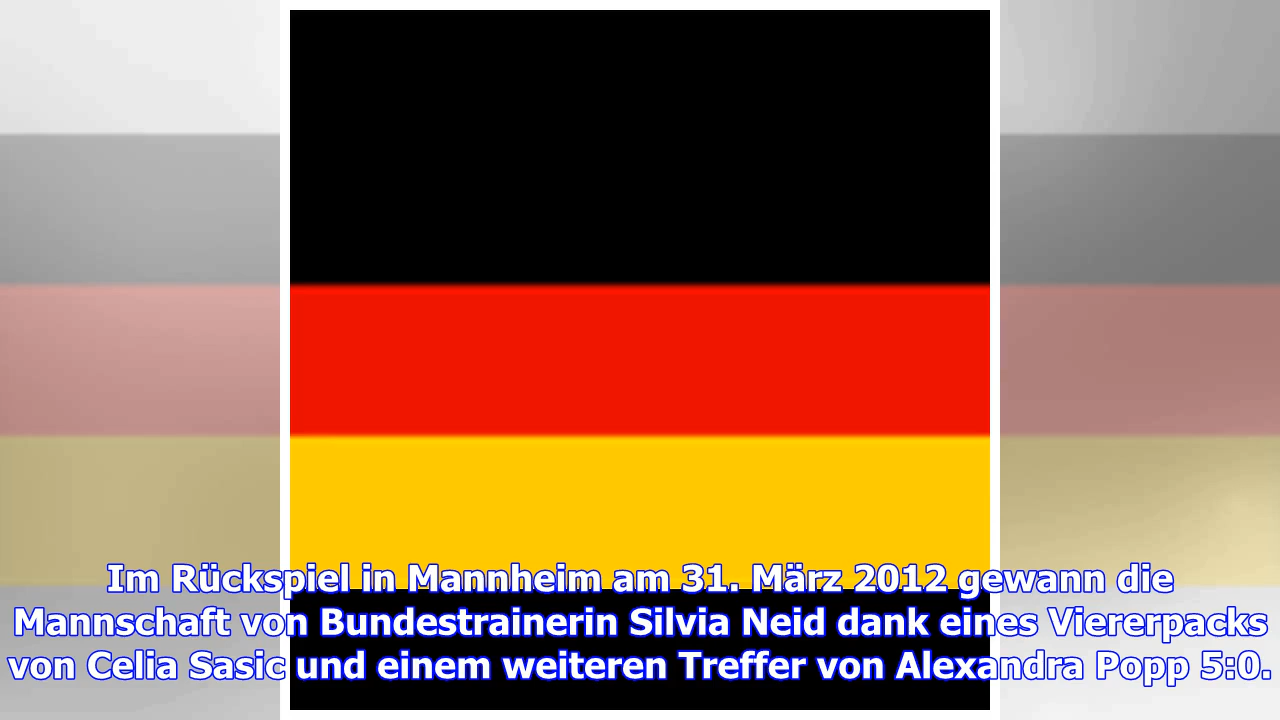 Im Rückspiel in Mannheim am 31. März 2012 gewann die
Mannschaft von Bundestrainerin Silvia Neid dank eines Viererpacks
von Celia Sasic und einem weiteren Treffer von Alexandra Popp 5:0.